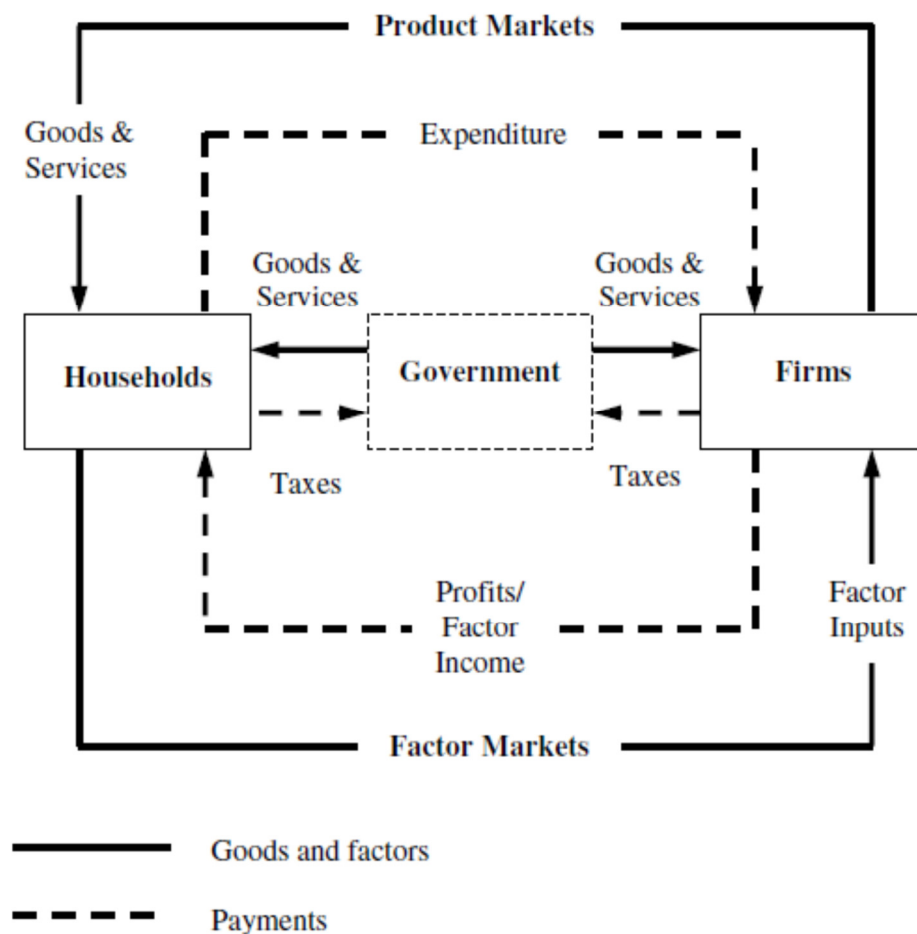 Product Markets
Goods &
Services
Expenditure
Goods &
Services
Goods &
Services
Households
Government
Firms
Taxes
Taxes
Profits/
Factor
Income
Factor
Inputs
Factor Markets
Goods and factors
Payments